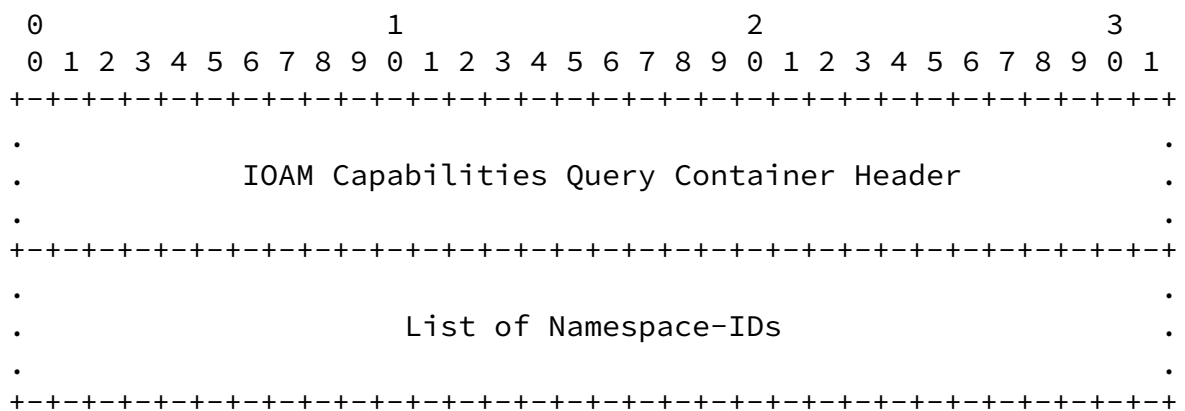 0                   1                   2                   3
 0 1 2 3 4 5 6 7 8 9 0 1 2 3 4 5 6 7 8 9 0 1 2 3 4 5 6 7 8 9 0 1
+-+-+-+-+-+-+-+-+-+-+-+-+-+-+-+-+-+-+-+-+-+-+-+-+-+-+-+-+-+-+-+-+
.                                                               .
.            IOAM Capabilities Query Container Header           .
.                                                               .
+-+-+-+-+-+-+-+-+-+-+-+-+-+-+-+-+-+-+-+-+-+-+-+-+-+-+-+-+-+-+-+-+
.                                                               .
.                     List of Namespace-IDs                     .
.                                                               .
+-+-+-+-+-+-+-+-+-+-+-+-+-+-+-+-+-+-+-+-+-+-+-+-+-+-+-+-+-+-+-+-+